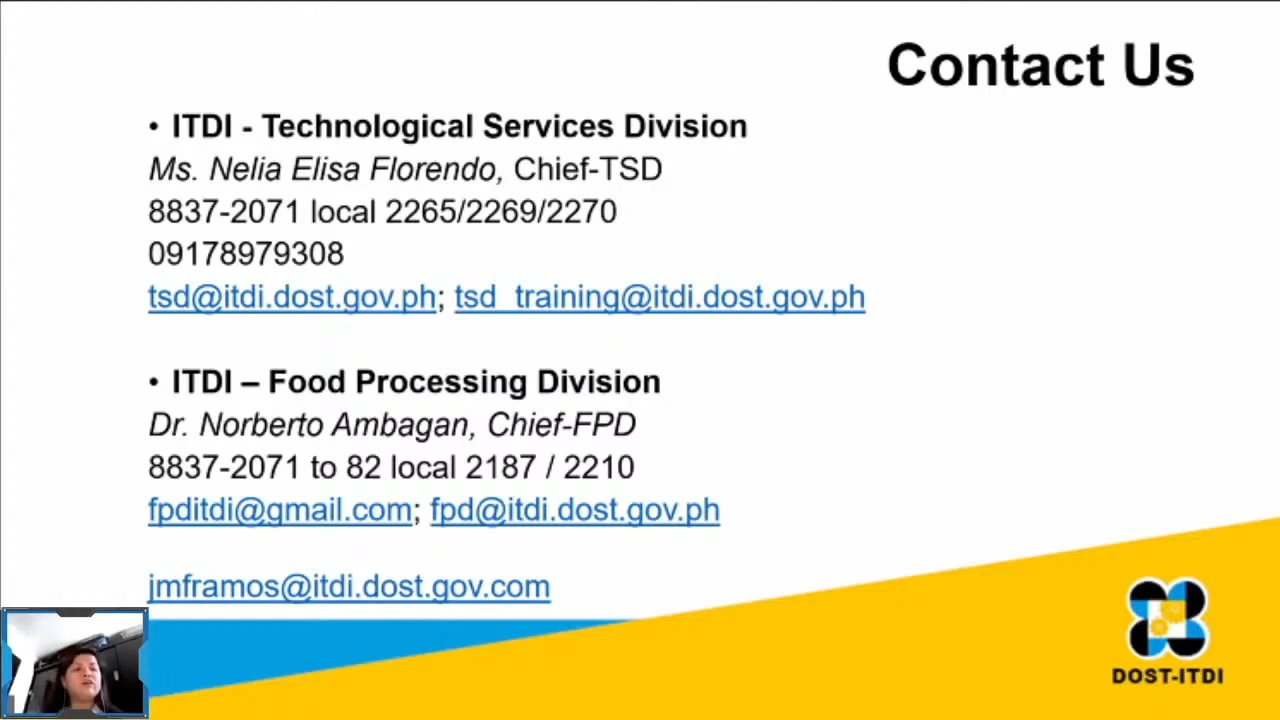 Contact Us
• ITDI - Technological Services Division
Ms. Nelia Elisa Florendo, Chief-TSD
8837-2071 local 2265/2269/2270
09178979308
tsd@itdi.dost.gov.ph; tsd_training@itdi.dost.gov.ph
• ITDI – Food Processing Division
Dr. Norberto Ambagan, Chief-FPD
8837-2071 to 82 local 2187 / 2210
fpditdi@gmail.com; fpd@itdi.dost.gov.ph
jmframos@itdi.dost.gov.com
DOST-ITDI